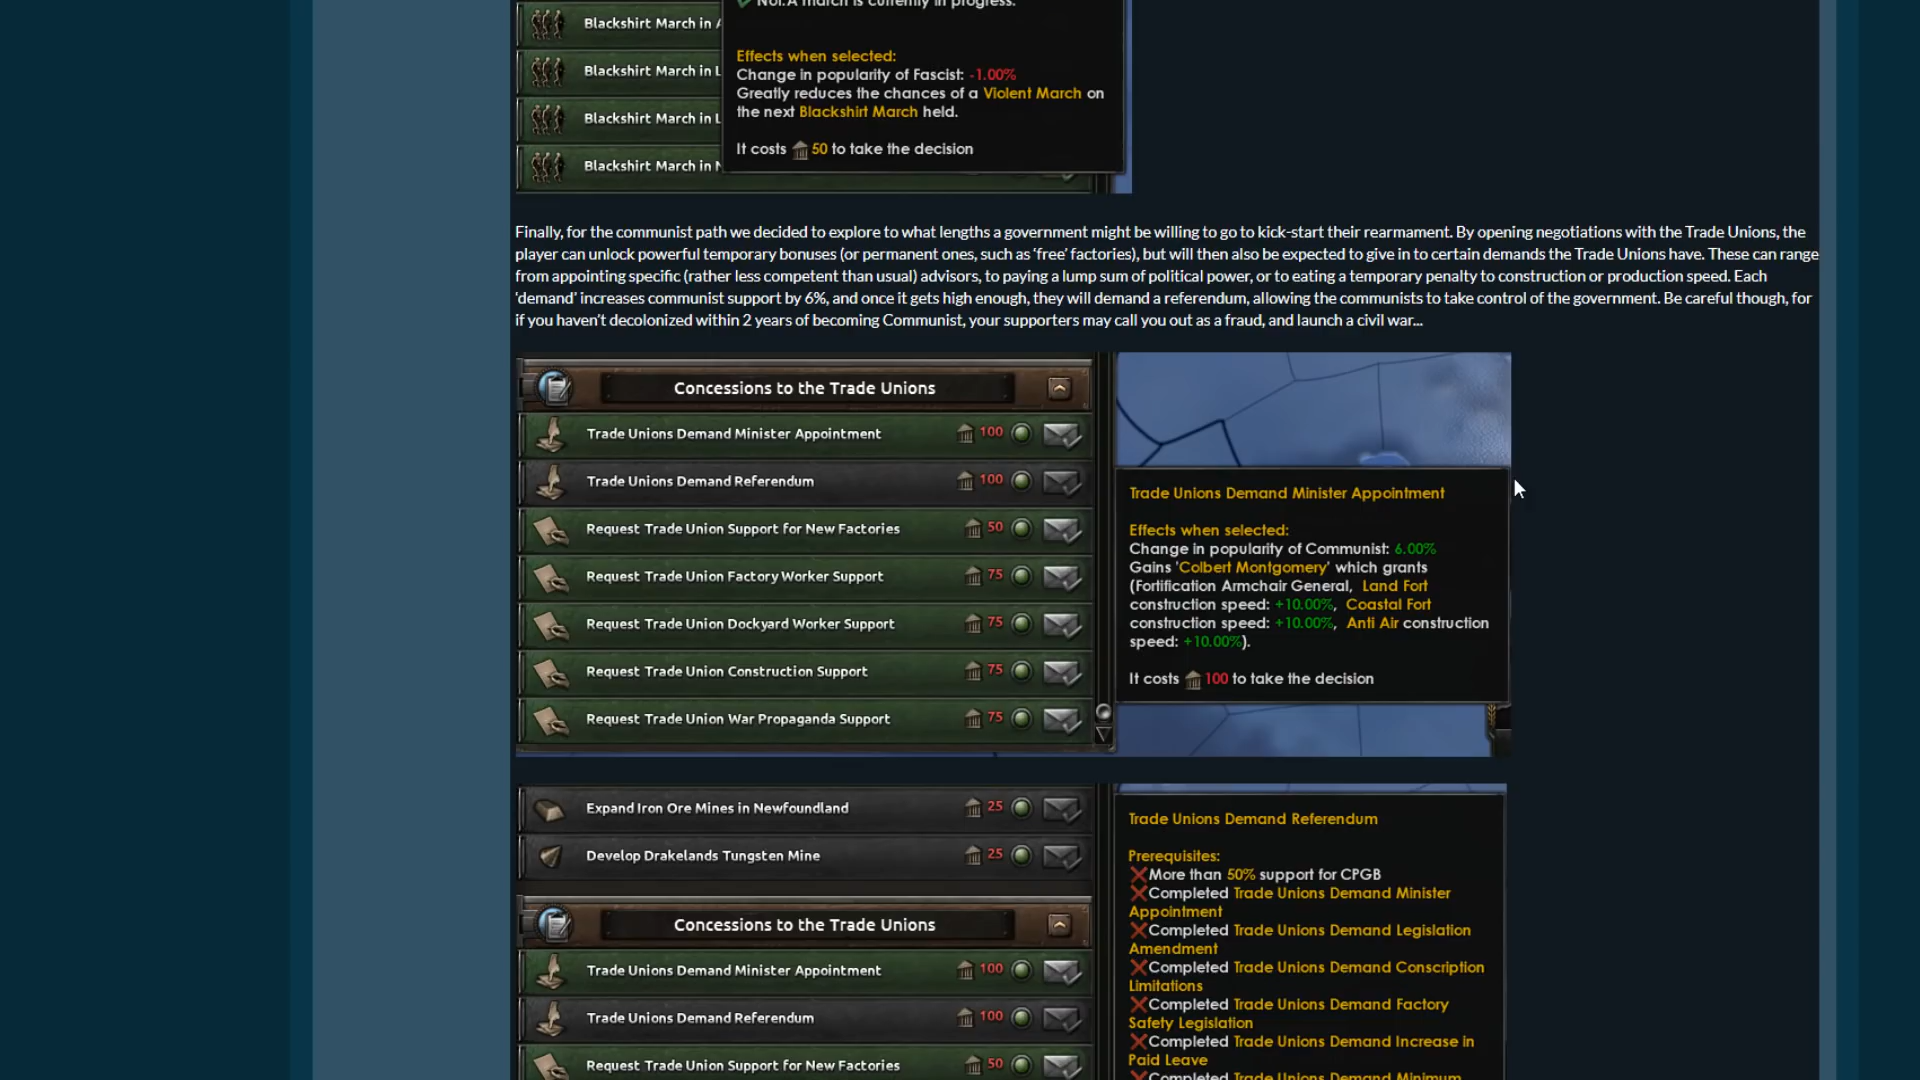 Blackshirt March in
Blackshirt March in L
Blackshirt March in L
Blackshirt March in
Not: A march is currently in progress.
Effects when selected:
Change in popularity of Fascist: -1.00%
Greatly reduces the chances of a Violent March on
the next Blackshirt March held.
It costs 50 to take the decision
Finally, for the communist path we decided to explore to what lengths a government might be willing to go to kick-start their rearmament. By opening negotiations with the Trade Unions, the
player can unlock powerful temporary bonuses (or permanent ones, such as 'free' factories), but will then also be expected to give in to certain demands the Trade Unions have. These can range
from appointing specific (rather less competent than usual) advisors, to paying a lump sum of political power, or to eating a temporary penalty to construction or production speed. Each
'demand' increases communist support by 6%, and once it gets high enough, they will demand a referendum, allowing the communists to take control of the government. Be careful though, for
if you haven't decolonized within 2 years of becoming Communist, your supporters may call you out as a fraud, and launch a civil war...
Concessions to the Trade Unions
Trade Unions Demand Minister Appointment 100
Trade Unions Demand Referendum 100
Request Trade Union Support for New Factories 50
Request Trade Union Factory Worker Support 75
Request Trade Union Dockyard Worker Support 75
Request Trade Union Construction Support 75
Request Trade Union War Propaganda Support 75
Trade Unions Demand Minister Appointment
Effects when selected:
Change in popularity of Communist: 6.00%
Gains 'Colbert Montgomery' which grants
(Fortification Armchair General, Land Fort
construction speed: +10.00%, Coastal Fort
construction speed: +10.00%, Anti Air construction
speed: +10.00%).
It costs 100 to take the decision
Expand Iron Ore Mines in Newfoundland 25
Develop Drakelands Tungsten Mine 25
Concessions to the Trade Unions
Trade Unions Demand Minister Appointment 100
Trade Unions Demand Referendum 100
Request Trade Union Support for New Factories 50
Trade Unions Demand Referendum
Prerequisites:
More than 50% support for CPGB
Completed Trade Unions Demand Minister
Appointment
Completed Trade Unions Demand Legislation
Amendment
Completed Trade Unions Demand Conscription
Limitations
Completed Trade Unions Demand Factory
Safety Legislation
Completed Trade Unions Demand Increase in
Paid Leave
Completed Trade Unions Demand Minimum